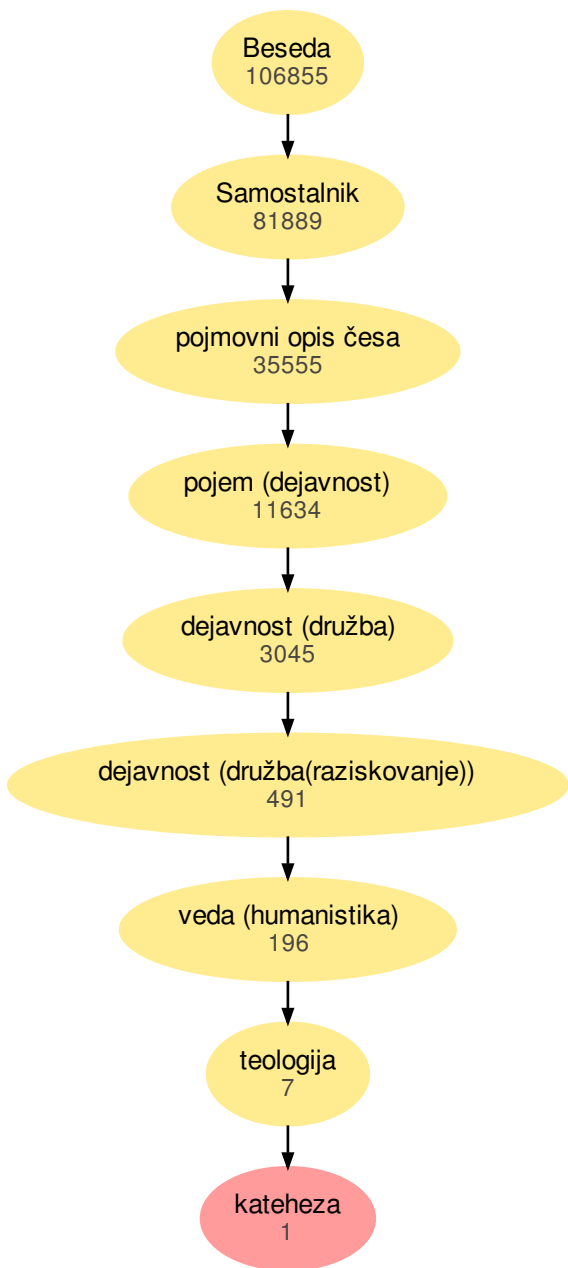 Beseda
106855
Samostalnik
81889
pojmovni opis česa
35555
pojem (dejavnost)
11634
dejavnost (družba)
3045
dejavnost (družba(raziskovanje))
491
veda (humanistika)
196
teologija
7
kateheza
1